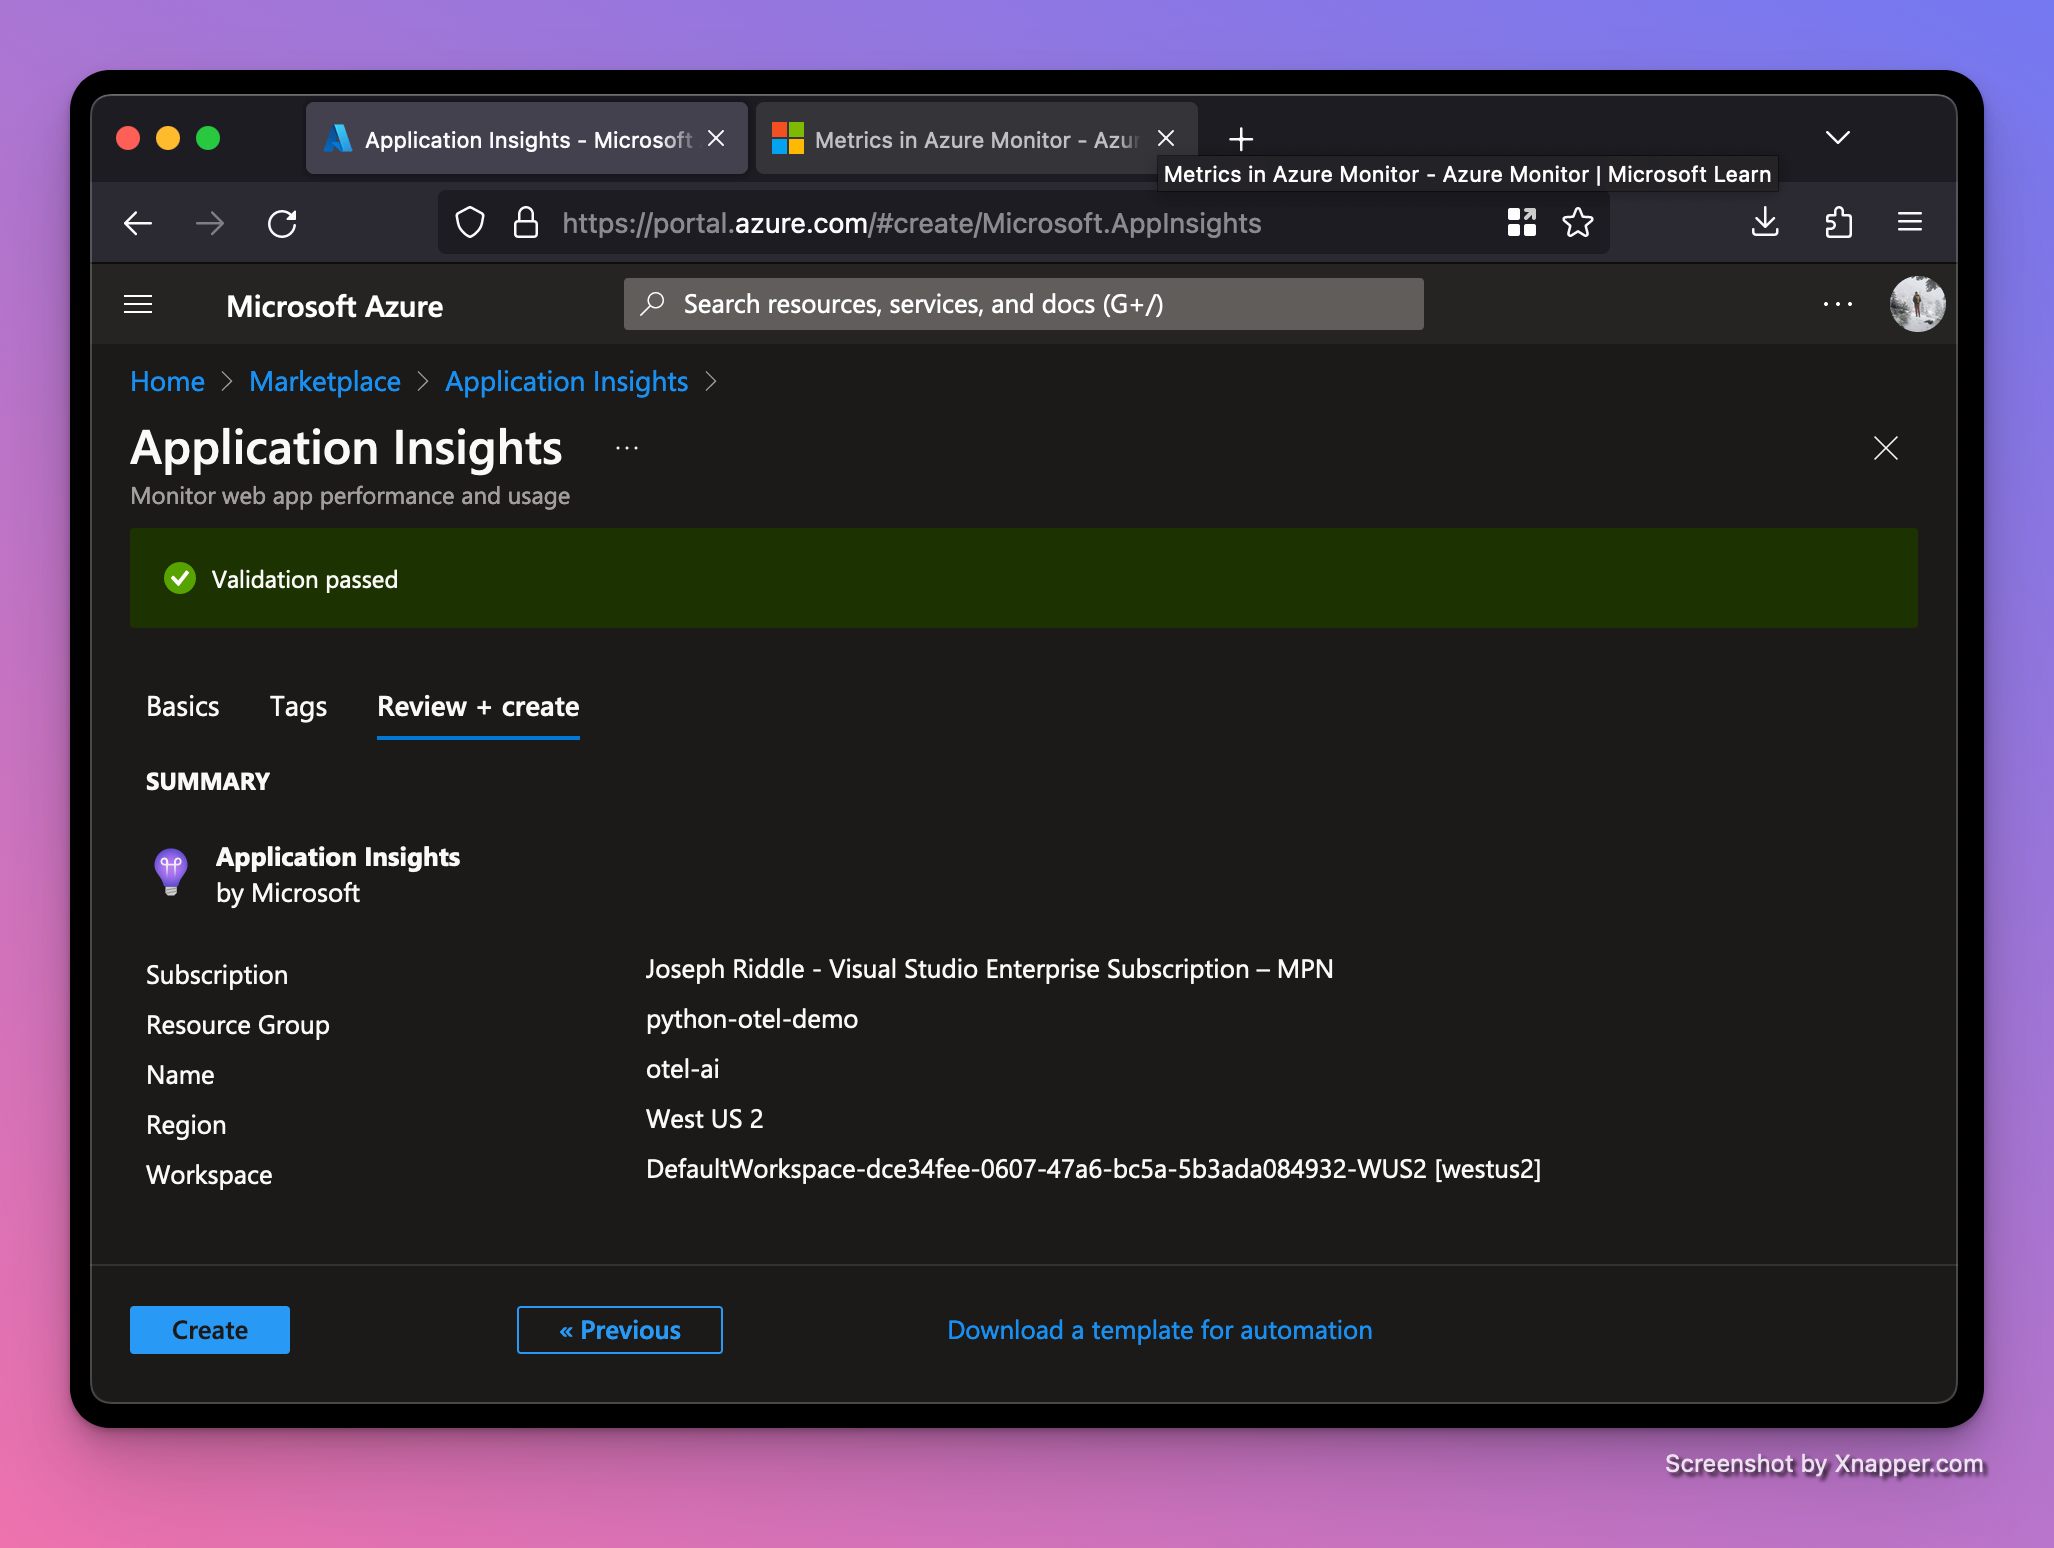 Application Insights - Microsoft
Metrics in Azure Monitor - Azur
Metrics in Azure Monitor - Azure Monitor | Microsoft Learn
https://portal.azure.com/#create/Microsoft.AppInsights
Microsoft Azure
Search resources, services, and docs (G+/)
Home > Marketplace > Application Insights >
Application Insights ...
Monitor web app performance and usage
Validation passed
Basics Tags Review + create
SUMMARY
Application Insights
by Microsoft
Subscription Joseph Riddle - Visual Studio Enterprise Subscription – MPN
Resource Group python-otel-demo
Name otel-ai
Region West US 2
Workspace DefaultWorkspace-dce34fee-0607-47a6-bc5a-5b3ada084932-WUS2 [westus2]
Create « Previous Download a template for automation
Screenshot by Xnapper.com